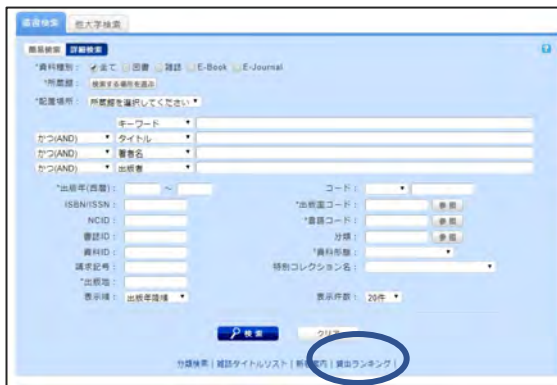 蔵書検索 他大学検索
簡易検索 詳細検索
*資料種別： 全て 図書 雑誌 E-Book E-Journal
*所蔵館： 検索する場所を選ぶ
*配置場所： 所蔵館を選択してください
キーワード
かつ(AND) タイトル
かつ(AND) 著者名
かつ(AND) 出版者
*出版年(西暦)： ～ コード：
ISBN/ISSN： *出版国コード： 参照
NCID： *言語コード： 参照
書誌ID： 分類： 参照
資料ID： *資料形態：
請求記号： 特別コレクション名：
*出版地：
表示順： 出版年降順 表示件数： 20件
検索 クリア
分類検索 | 雑誌タイトルリスト | 新着案内 | 貸出ランキング |